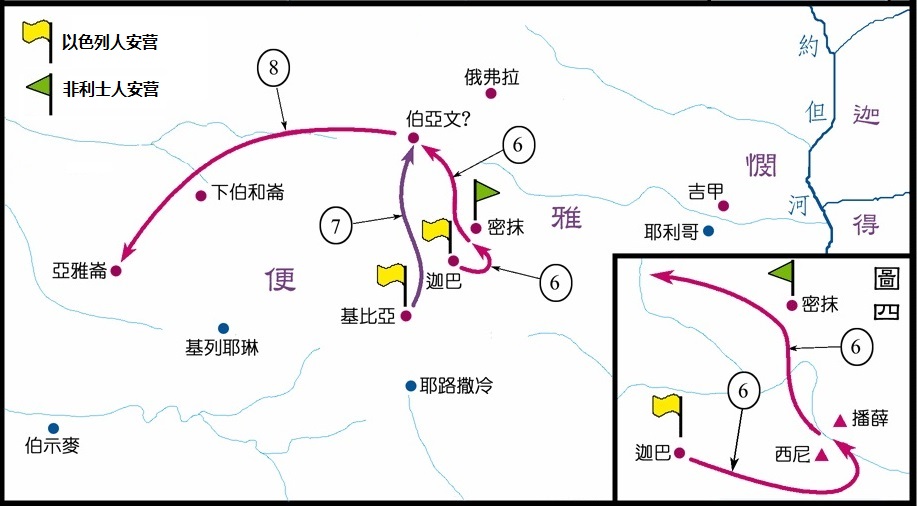 以色列人安营
非利士人安营
8
俄弗拉
伯亞文?
6
約
但
河
迦
得
憫
雅
便
下伯和崙
7
密抹
吉甲
耶利哥
亞雅崙
迦巴
6
基比亞
基列耶琳
耶路撒冷
伯示麥
圖四
密抹
6
6
播薛
迦巴
西尼